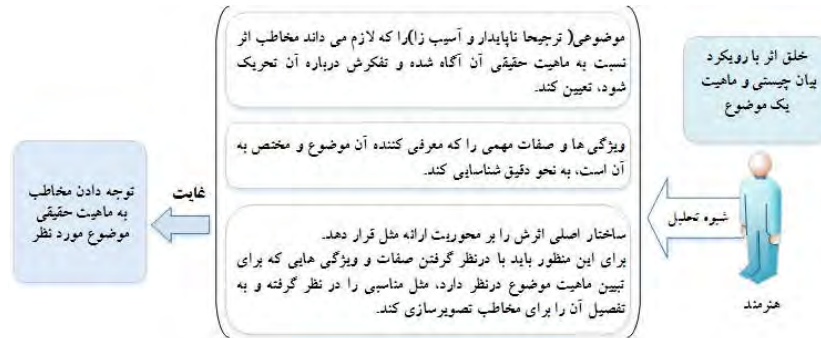 خلق اثر با رویکرد
بیان چیستی و ماهیت
یک موضوع
هنرمند
شیوه تحلیل
موضوعی( ترجیحا ناپایدار و آسیب زا)را که لازم می داند مخاطب اثر
نسبت به ماهیت حقیقی آن آگاه شده و تفکرش درباره آن تحریک
شود، تعیین کند.
ویژگی ها و صفات مهمی را که معرفی کننده آن موضوع و مختص به
آن است، به نحو دقیق شناسایی کند.
ساختار اصلی اثرش را بر محوریت ارائه مثل قرار دهد.
برای این منظور باید با درنظر گرفتن صفات و ویژگی هایی که برای
تبیین ماهیت موضوع درنظر دارد، مثل مناسبی را در نظر گرفته و به
تفصیل آن را برای مخاطب تصویرسازی کند.
غایت
توجه دادن مخاطب
به ماهیت حقیقی
موضوع مورد نظر